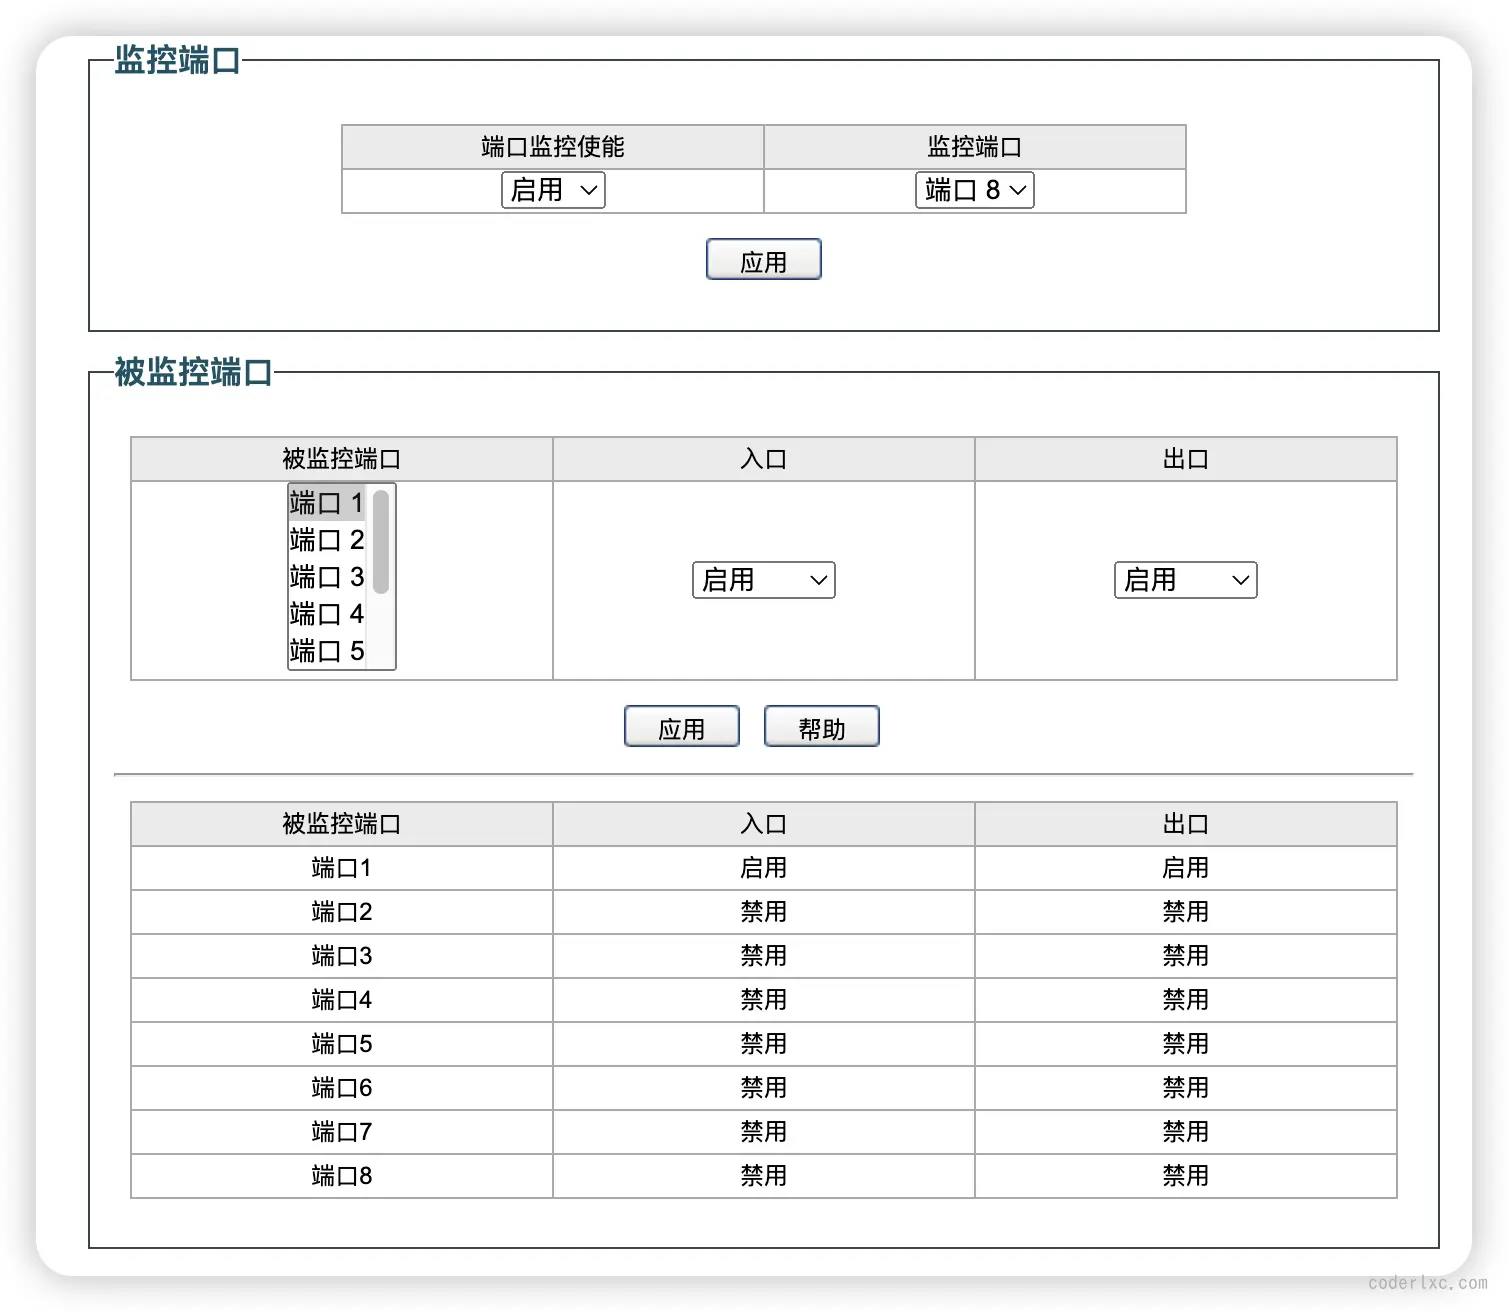 监控端口
端口监控使能 监控端口
启用 端口 8
应用
被监控端口
被监控端口 入口 出口
端口 1
端口 2
端口 3
端口 4
端口 5
启用 启用
应用 帮助
被监控端口 入口 出口
端口1 启用 启用
端口2 禁用 禁用
端口3 禁用 禁用
端口4 禁用 禁用
端口5 禁用 禁用
端口6 禁用 禁用
端口7 禁用 禁用
端口8 禁用 禁用
coderlxc.com